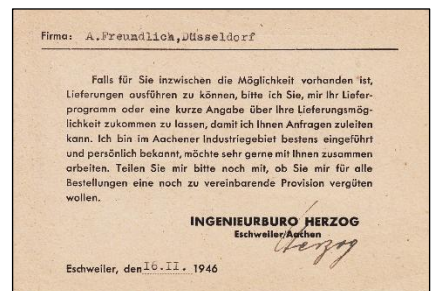 Firma: A.Freundlich,Düsseldorf
Falls für Sie inzwischen die Möglichkeit vorhanden ist,
Lieferungen ausführen zu können, bitte ich Sie, mir Ihr Liefer-
programm oder eine kurze Angabe über Ihre Lieferungsmög-
lichkeit zukommen zu lassen, damit ich Ihnen Anfragen zuleiten
kann. Ich bin im Aachener Industriegebiet bestens eingeführt
und persönlich bekannt, möchte sehr gerne mit Ihnen zusammen
arbeiten. Teilen Sie mir bitte noch mit, ob Sie mir für alle
Bestellungen eine noch zu vereinbarende Provision vergüten
wollen.
INGENIEURBURO HERZOG
Eschweiler/Aachen
Herzog
Eschweiler, den 16.II. 1946